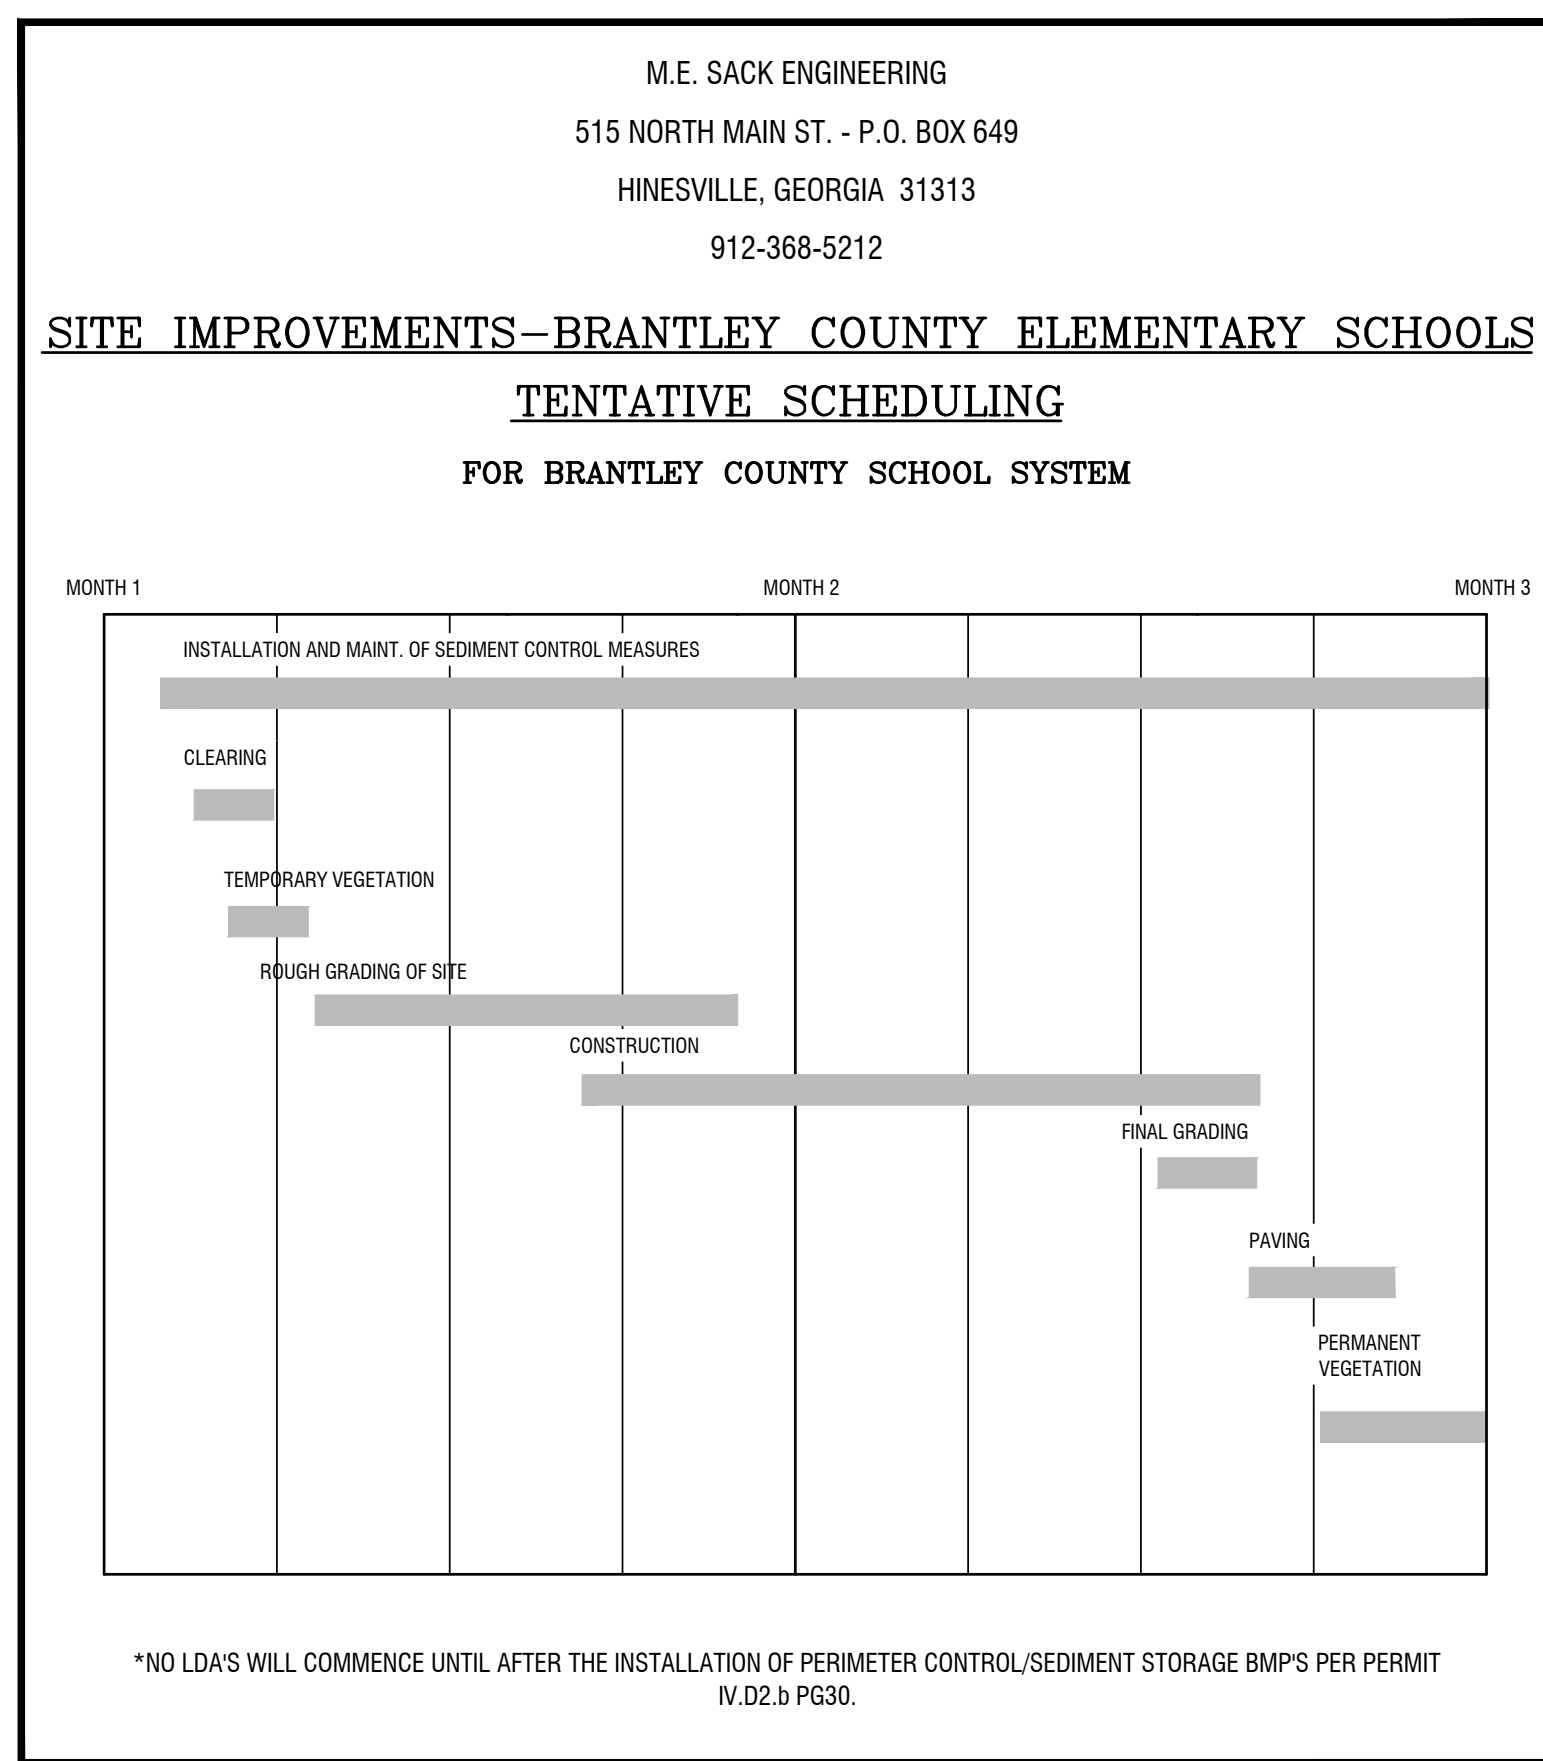 M.E. SACK ENGINEERING
515 NORTH MAIN ST. - P.O. BOX 649
HINESVILLE, GEORGIA 31313
912-368-5212
SITE IMPROVEMENTS-BRANTLEY COUNTY ELEMENTARY SCHOOLS
TENTATIVE SCHEDULING
FOR BRANTLEY COUNTY SCHOOL SYSTEM
MONTH 1 MONTH 2 MONTH 3
INSTALLATION AND MAINT. OF SEDIMENT CONTROL MEASURES
CLEARING
TEMPORARY VEGETATION
ROUGH GRADING OF SITE
CONSTRUCTION
FINAL GRADING
PAVING
PERMANENT
VEGETATION
*NO LDA'S WILL COMMENCE UNTIL AFTER THE INSTALLATION OF PERIMETER CONTROL/SEDIMENT STORAGE BMP'S PER PERMIT
IV.D2.b PG30.